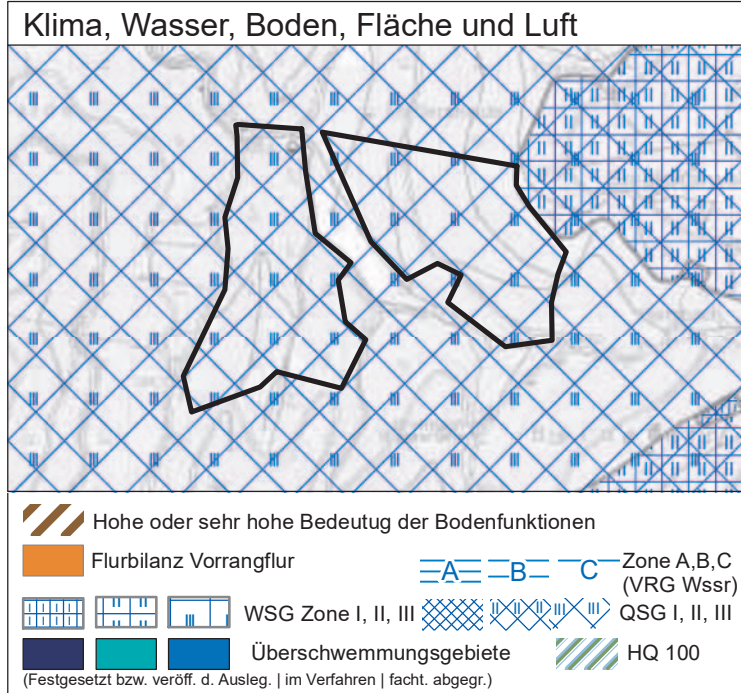 Klima, Wasser, Boden, Fläche und Luft
Hohe oder sehr hohe Bedeutug der Bodenfunktionen
Flurbilanz Vorrangflur
A B C Zone A,B,C
(VRG Wssr)
WSG Zone I, II, III
QSG I, II, III
Überschwemmungsgebiete
HQ 100
(Festgesetzt bzw. veröff. d. Ausleg. | im Verfahren | facht. abgegr.)